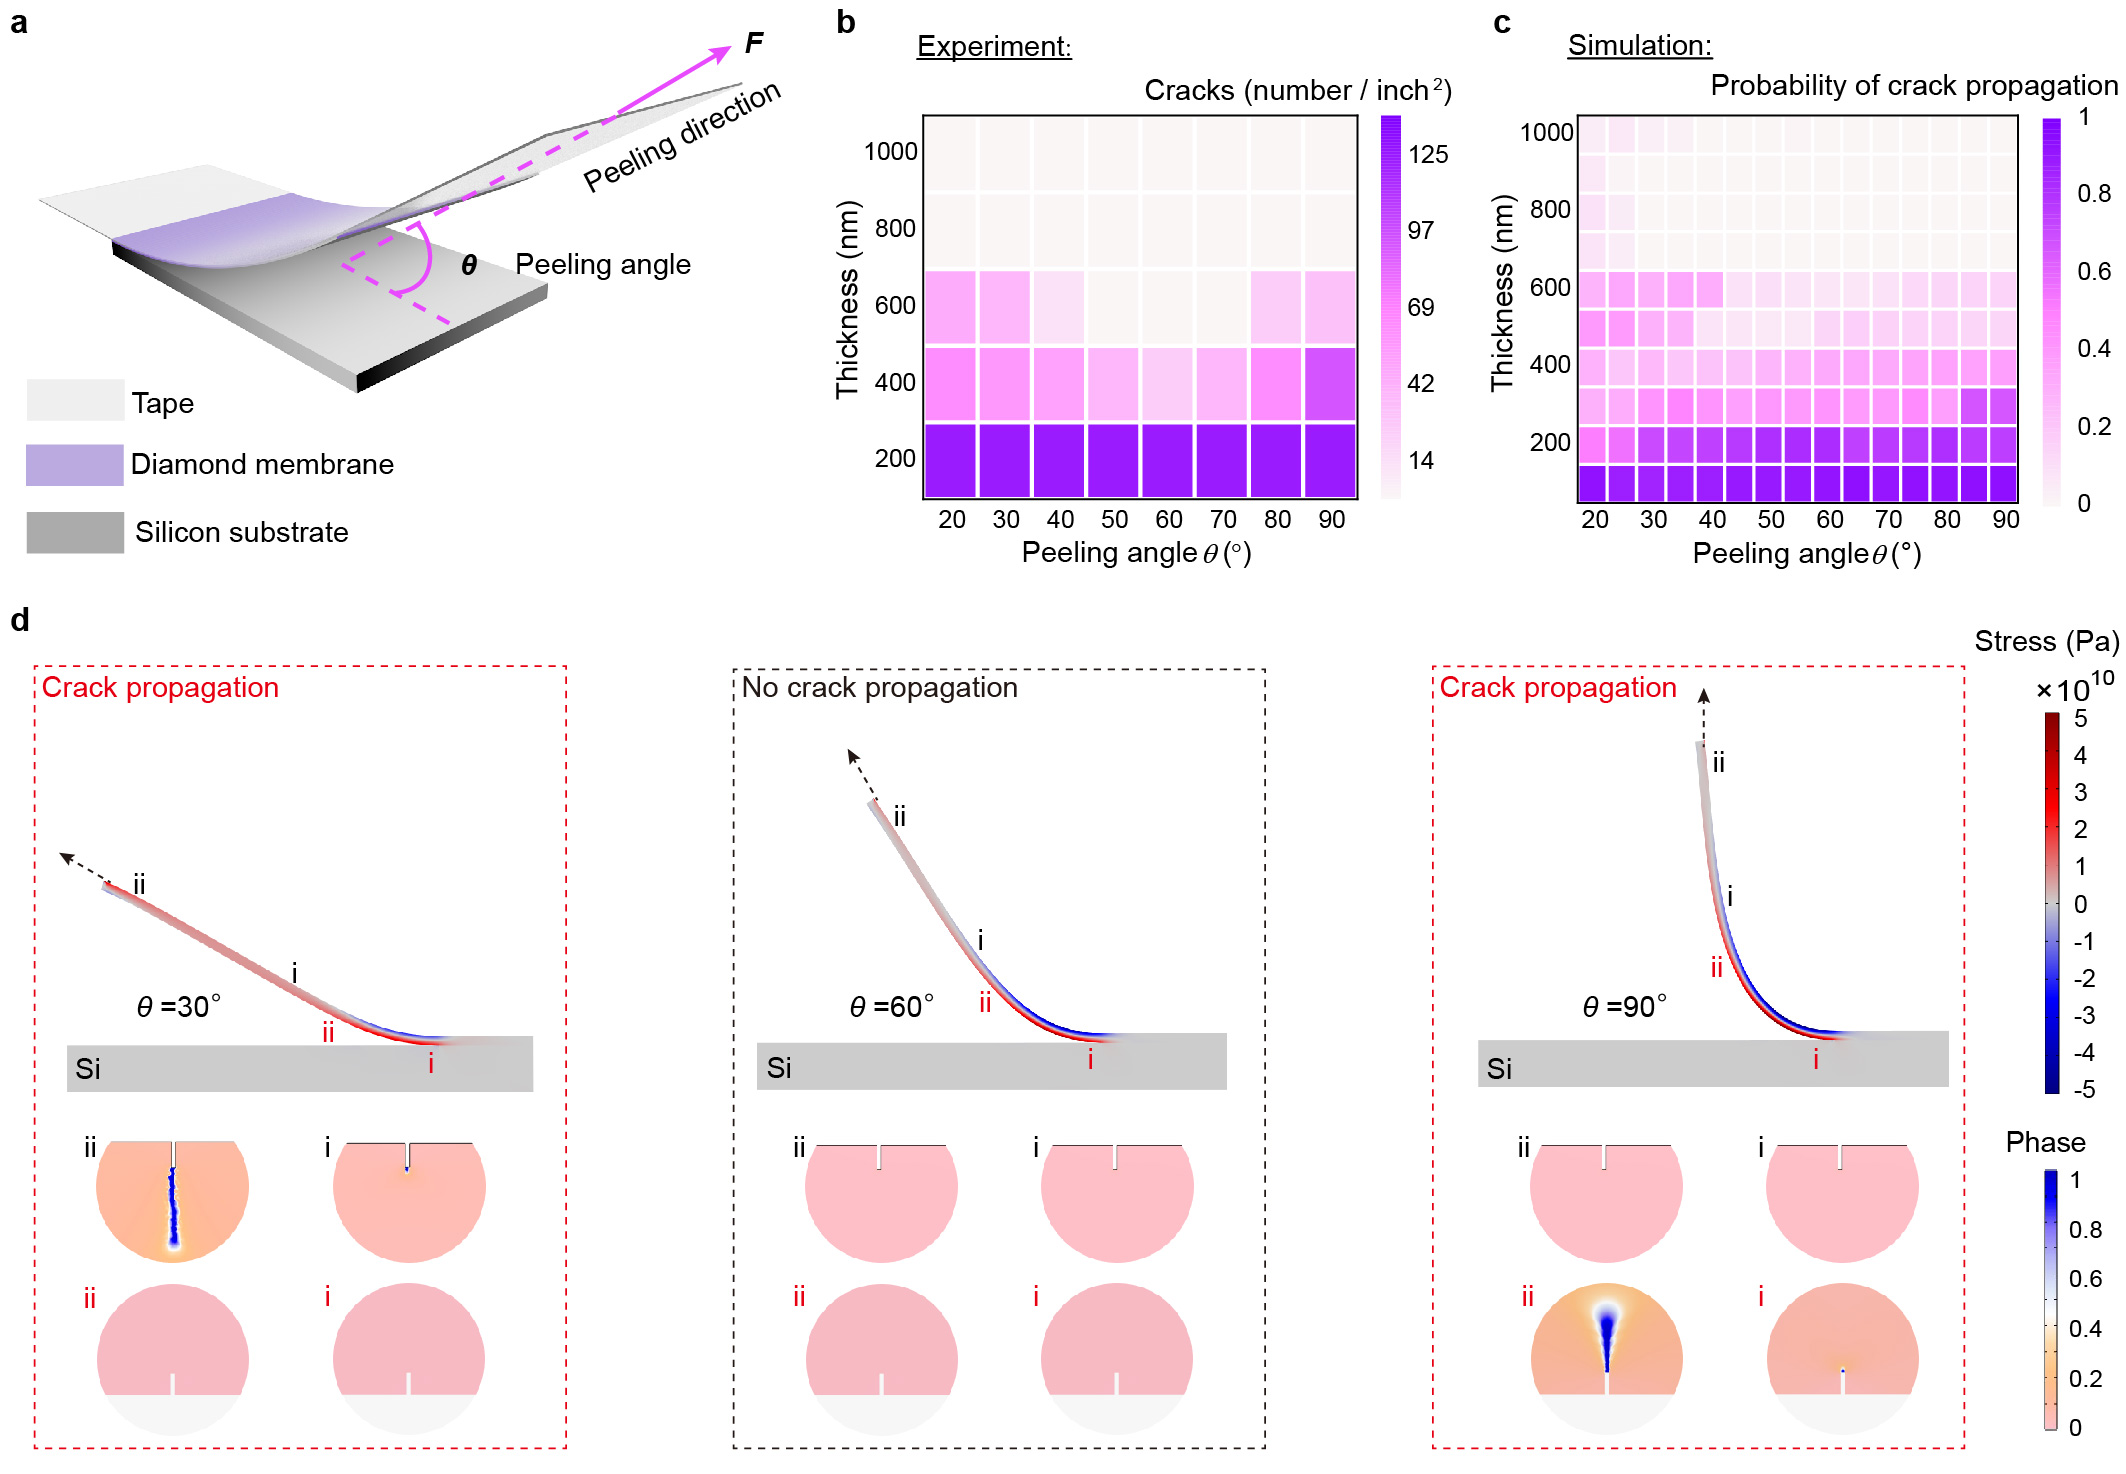 a
F
Peeling direction
θ
Peeling angle
Tape
Diamond membrane
Silicon substrate
b
Experiment:
Cracks (number / inch²)
Thickness (nm)
1000
800
600
400
200
20 30 40 50 60 70 80 90
Peeling angle θ (°)
125
97
69
42
14
c
Simulation:
Probability of crack propagation
Thickness (nm)
1000
800
600
400
200
20 30 40 50 60 70 80 90
Peeling angle θ (°)
1
0.8
0.6
0.4
0.2
0
d
Crack propagation
ii
i
θ =30°
ii
i
Si
ii i
ii i
No crack propagation
ii
i
θ =60°
ii
i
Si
ii i
ii i
Crack propagation
ii
i
ii
θ =90°
i
Si
ii i
ii i
Stress (Pa)
×10¹⁰
5
4
3
2
1
0
-1
-2
-3
-4
-5
Phase
1
0.8
0.6
0.4
0.2
0